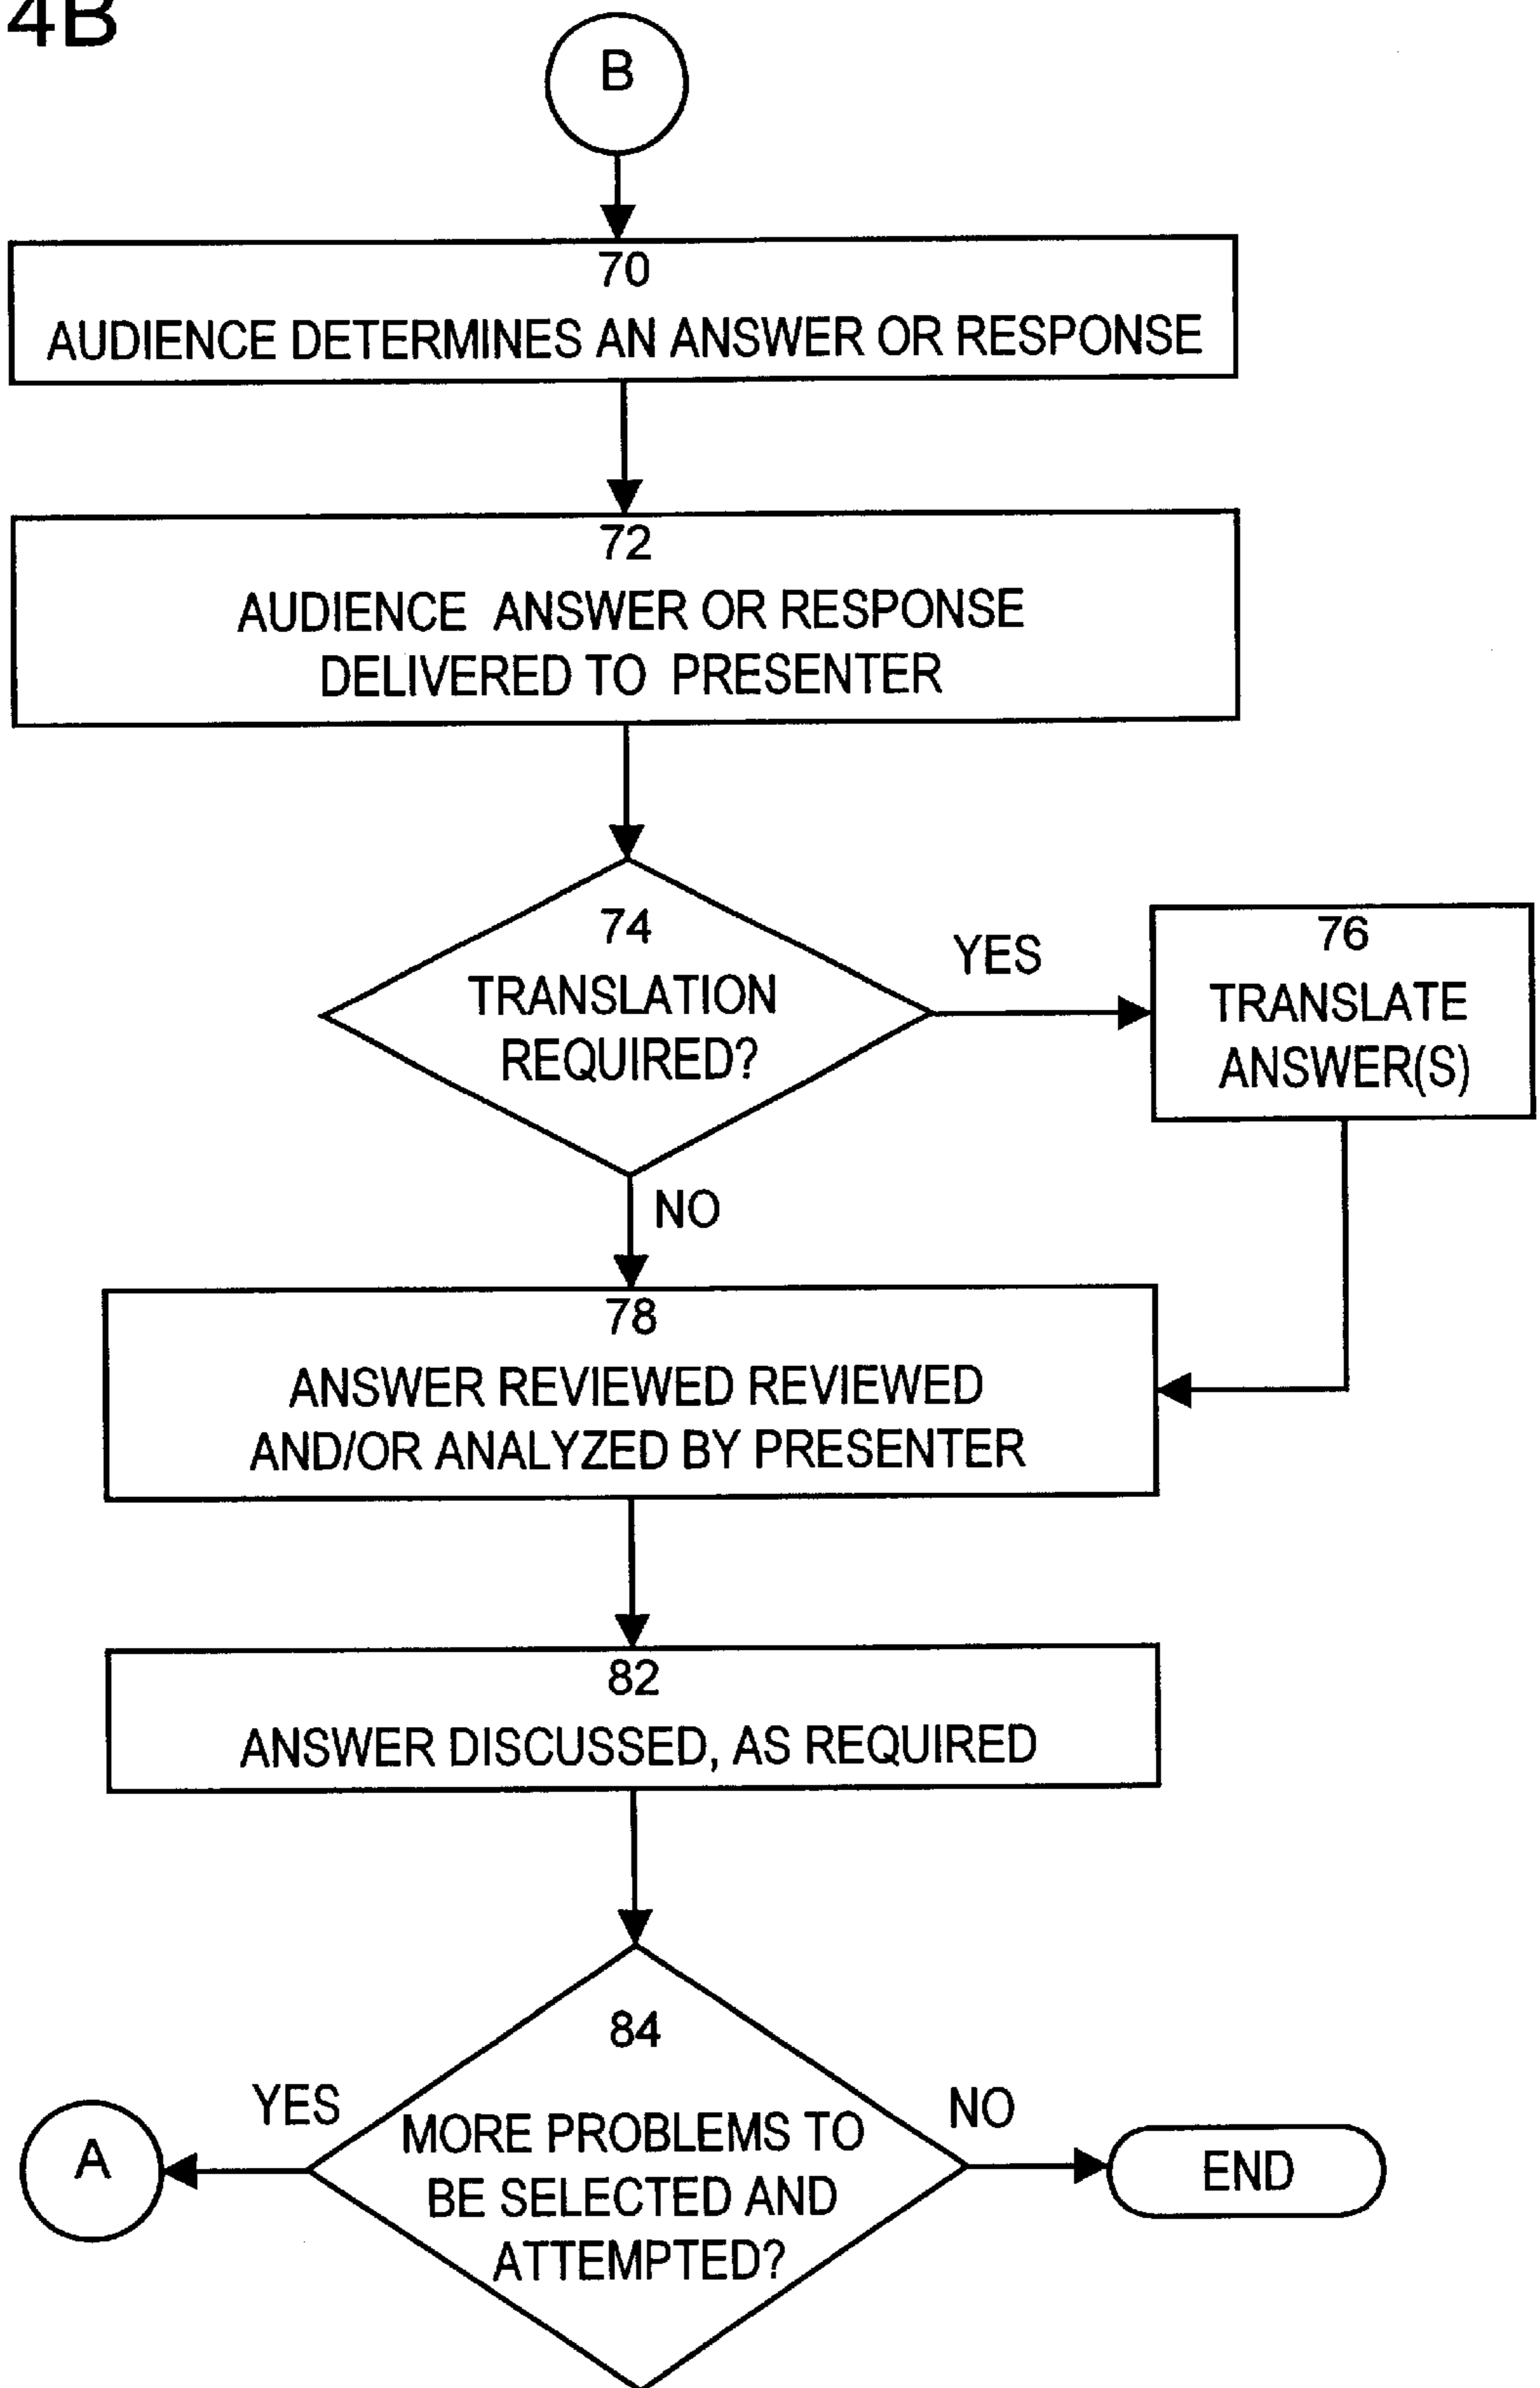 4B
B
70
AUDIENCE DETERMINES AN ANSWER OR RESPONSE
72
AUDIENCE ANSWER OR RESPONSE
DELIVERED TO PRESENTER
74
TRANSLATION
REQUIRED?
YES
76
TRANSLATE
ANSWER(S)
NO
78
ANSWER REVIEWED REVIEWED
AND/OR ANALYZED BY PRESENTER
82
ANSWER DISCUSSED, AS REQUIRED
84
MORE PROBLEMS TO
BE SELECTED AND
ATTEMPTED?
YES
A
NO
END